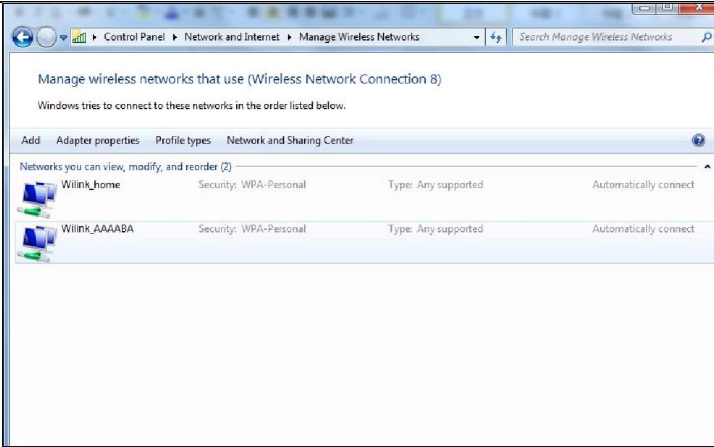 Control Panel ▸ Network and Internet ▸ Manage Wireless Networks
Search Manage Wireless Networks
Manage wireless networks that use (Wireless Network Connection 8)
Windows tries to connect to these networks in the order listed below.
Add Adapter properties Profile types Network and Sharing Center
Networks you can view, modify, and reorder (2)
Wilink_home Security: WPA-Personal Type: Any supported Automatically connect
Wilink_AAAABA Security: WPA-Personal Type: Any supported Automatically connect